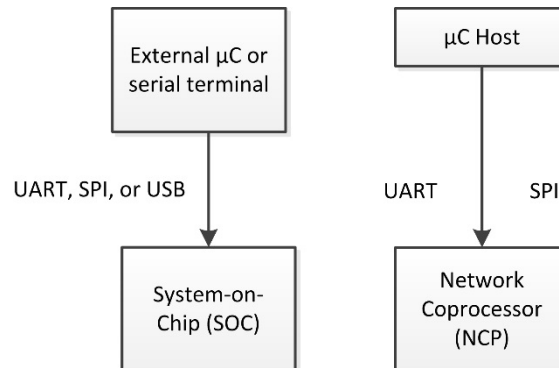 External µC or
serial terminal
µC Host
UART, SPI, or USB
UART
SPI
System-on-
Chip (SOC)
Network
Coprocessor
(NCP)